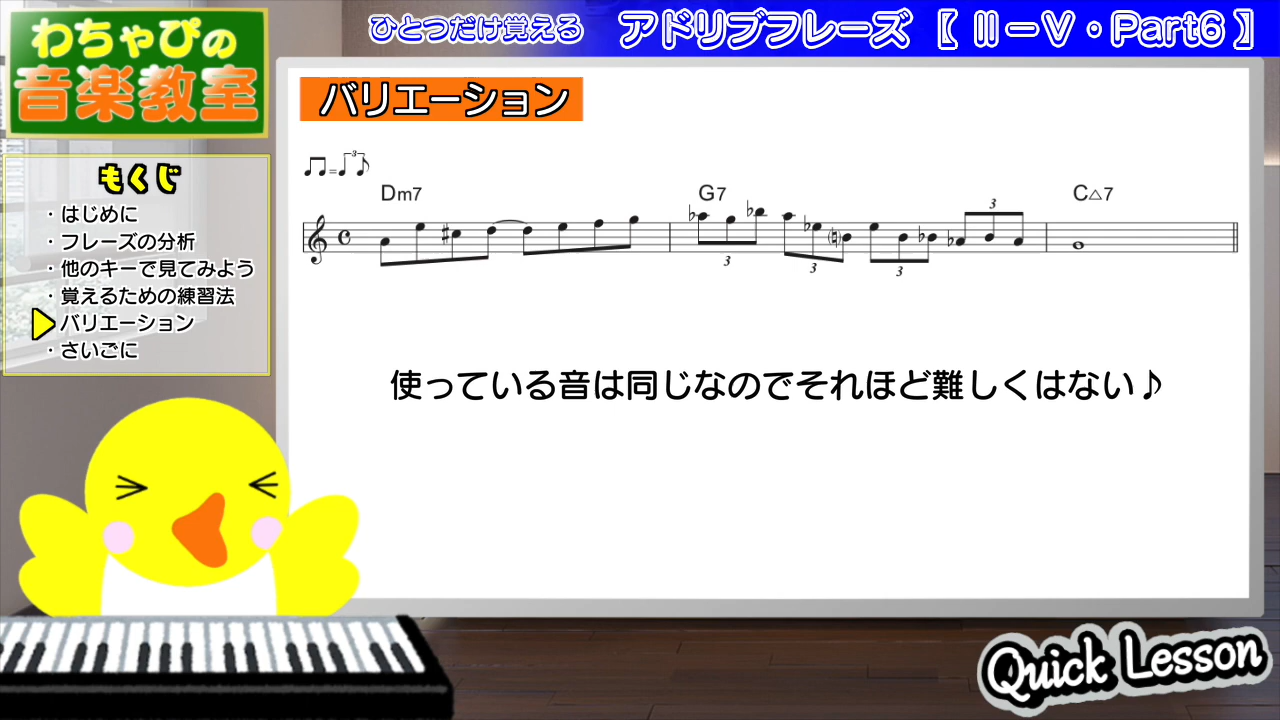 わちゃぴの
音楽教室
ひとつだけ覚える アドリブフレーズ 【 Ⅱ－Ⅴ・Part6 】
もくじ
・はじめに
・フレーズの分析
・他のキーで見てみよう
・覚えるための練習法
バリエーション
・さいごに
バリエーション
3
Dm7 G7 C△7
3
3 3 3
使っている音は同じなのでそれほど難しくはない♪
Quick Lesson